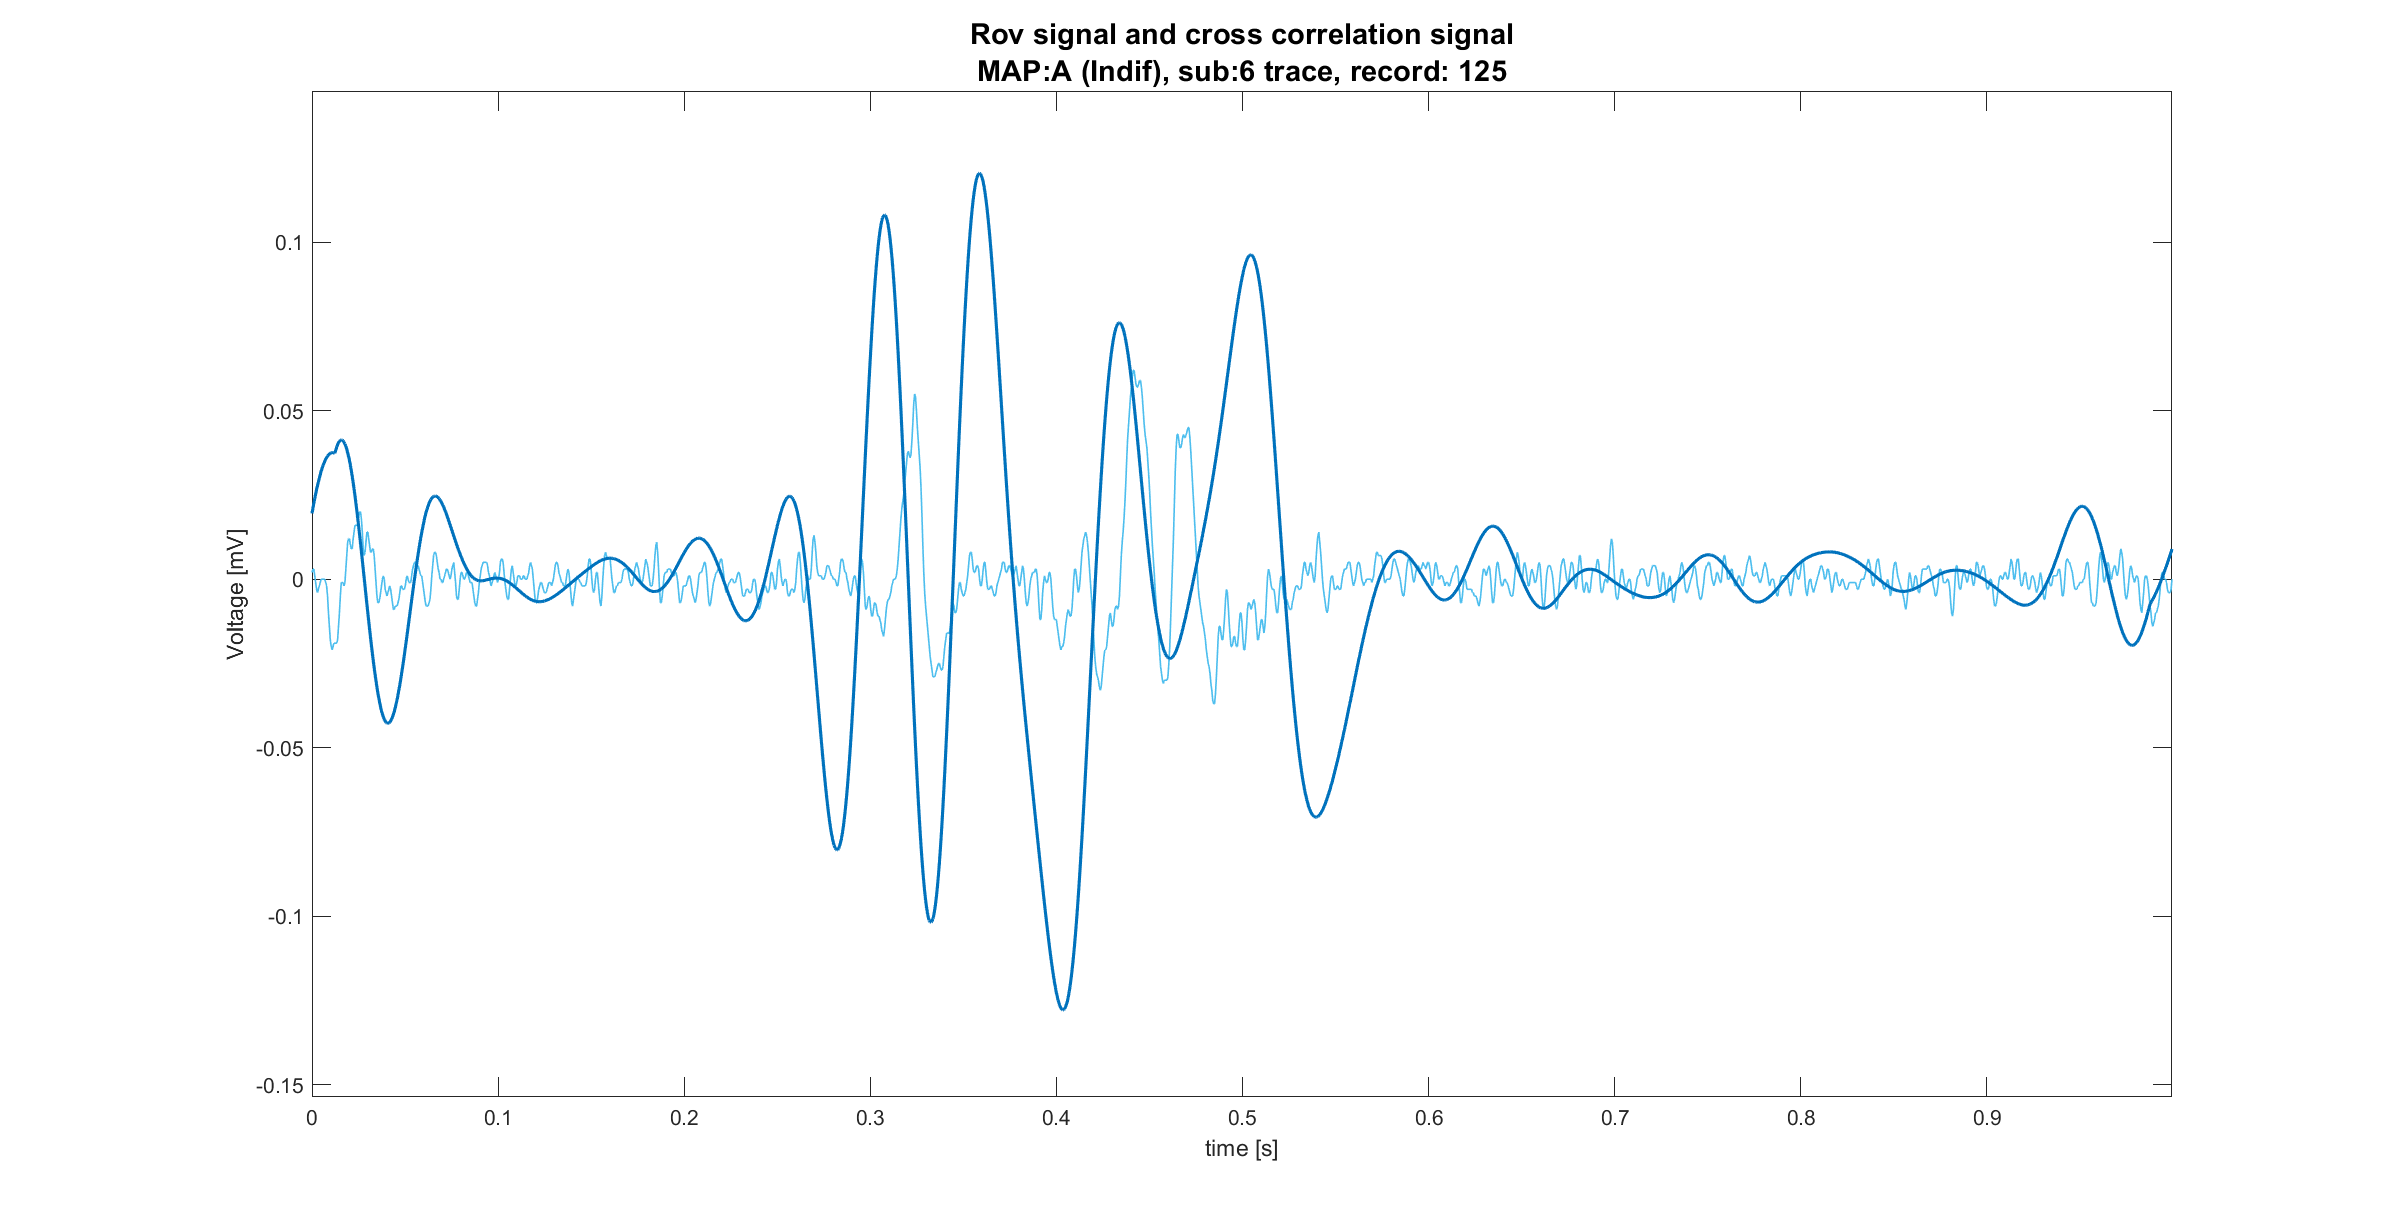 Rov signal and cross correlation signal
MAP:A (Indif), sub:6 trace, record: 125
0.1
0.05
0
-0.05
-0.1
-0.15
Voltage [mV]
0 0.1 0.2 0.3 0.4 0.5 0.6 0.7 0.8 0.9
time [s]